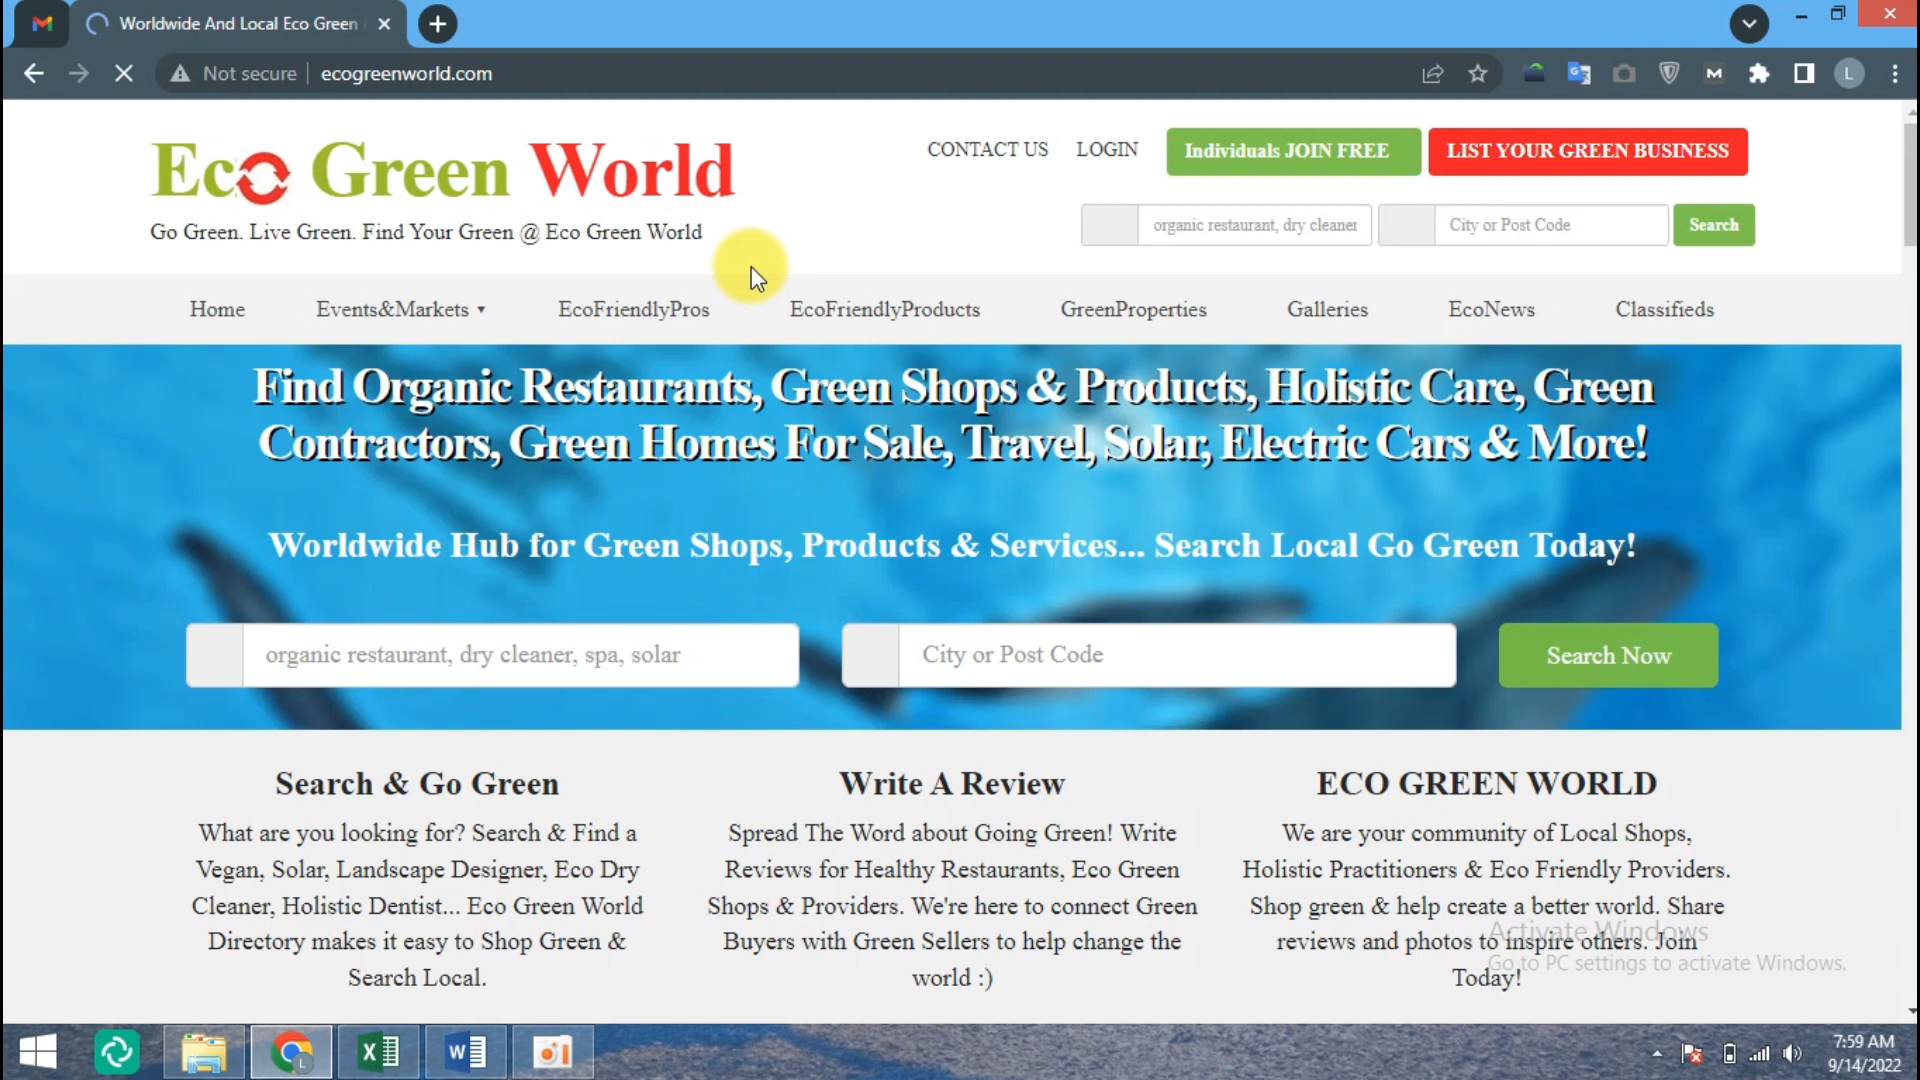 Worldwide And Local Eco Green
Not secure
ecogreenworld.com
L
Eco Green World
Go Green. Live Green. Find Your Green @ Eco Green World
CONTACT US
LOGIN
Individuals JOIN FREE
LIST YOUR GREEN BUSINESS
organic restaurant, dry cleaner
City or Post Code
Search
Home
Events&Markets
EcoFriendlyPros
EcoFriendlyProducts
GreenProperties
Galleries
EcoNews
Classifieds
Find Organic Restaurants, Green Shops & Products, Holistic Care, Green
Contractors, Green Homes For Sale, Travel, Solar, Electric Cars & More!
Worldwide Hub for Green Shops, Products & Services... Search Local Go Green Today!
organic restaurant, dry cleaner, spa, solar
City or Post Code
Search Now
Search & Go Green
What are you looking for? Search & Find a
Vegan, Solar, Landscape Designer, Eco Dry
Cleaner, Holistic Dentist... Eco Green World
Directory makes it easy to Shop Green &
Search Local.
Write A Review
Spread The Word about Going Green! Write
Reviews for Healthy Restaurants, Eco Green
Shops & Providers. We're here to connect Green
Buyers with Green Sellers to help change the
world :)
ECO GREEN WORLD
We are your community of Local Shops,
Holistic Practitioners & Eco Friendly Providers.
Shop green & help create a better world. Share
reviews and photos to inspire others. Join
Today!
Activate Windows
Go to PC settings to activate Windows.
7:59 AM
9/14/2022